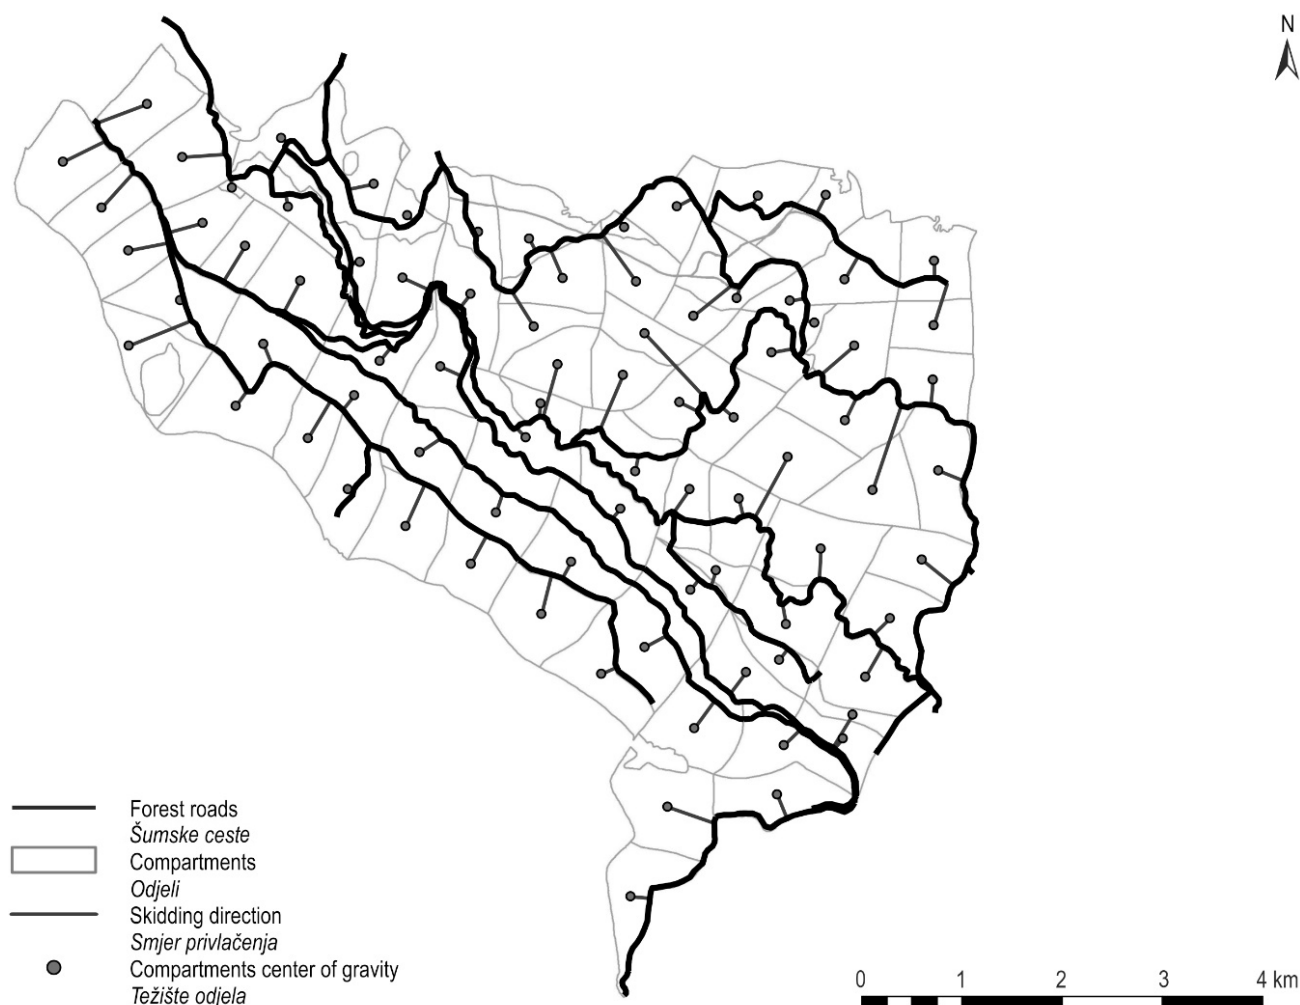 N
Forest roads
Šumske ceste
Compartments
Odjeli
Skidding direction
Smjer privlačenja
Compartments center of gravity
Težište odjela
0 1 2 3 4 km